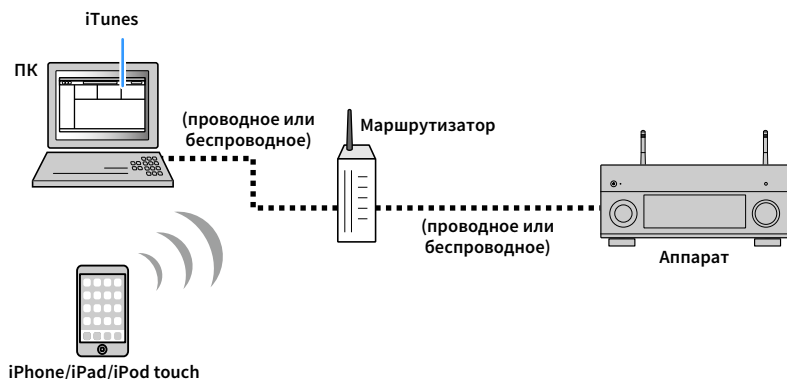 iTunes
ПК
(проводное или
беспроводное)
Маршрутизатор
(проводное или
беспроводное)
Аппарат
iPhone/iPad/iPod touch